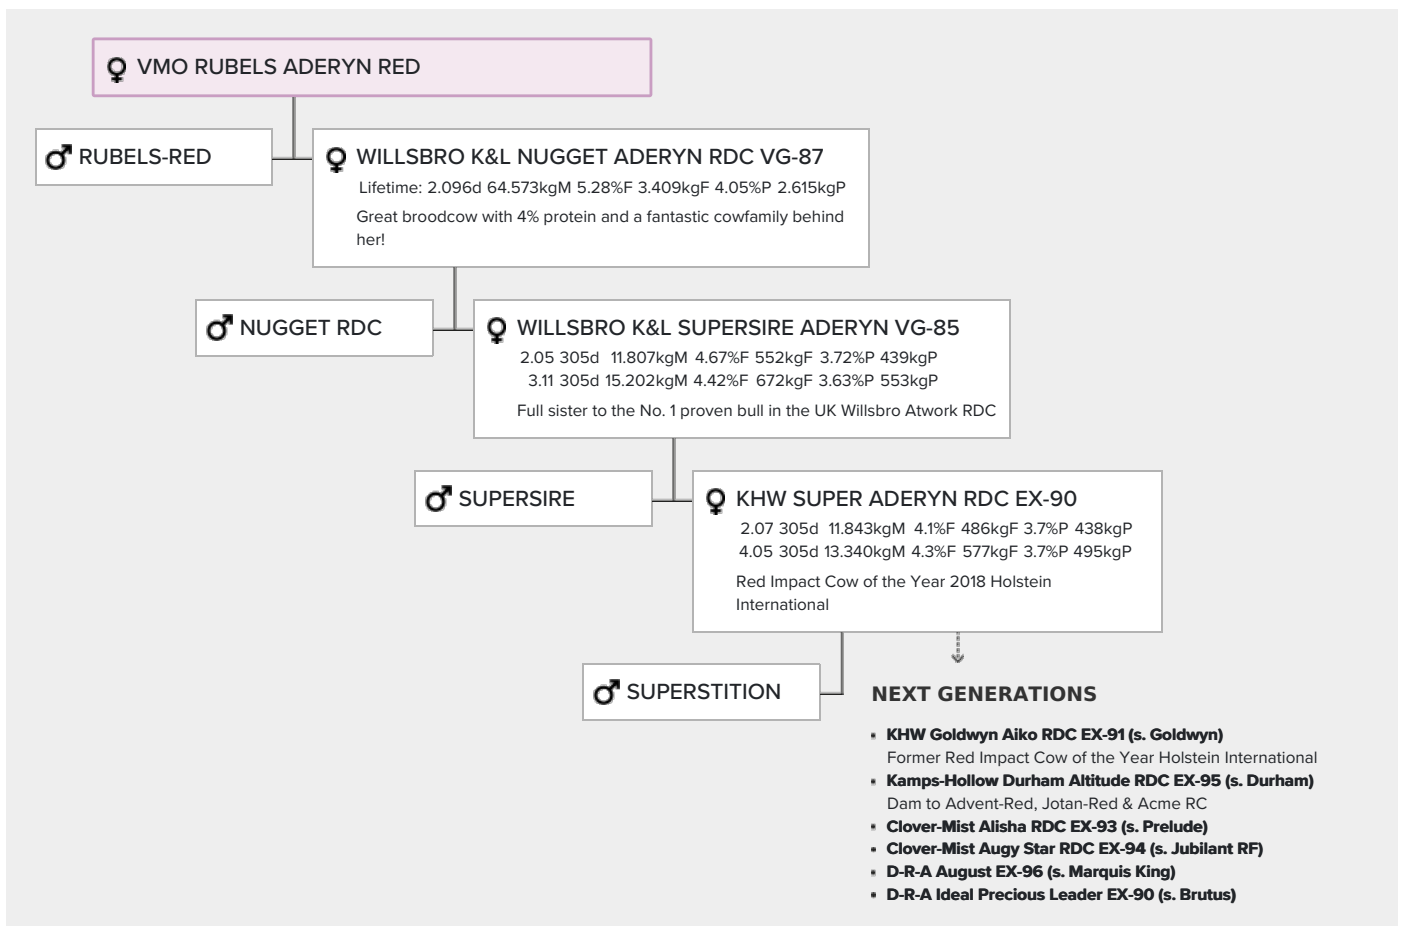 VMO RUBELS ADERYN RED
RUBELS-RED
WILLSBRO K&L NUGGET ADERYN RDC VG-87
Lifetime: 2.096d 64.573kgM 5.28%F 3.409kgF 4.05%P 2.615kgP
Great broodcow with 4% protein and a fantastic cowfamily behind
her!
NUGGET RDC
WILLSBRO K&L SUPERSIRE ADERYN VG-85
2.05 305d 11.807kgM 4.67%F 552kgF 3.72%P 439kgP
3.11 305d 15.202kgM 4.42%F 672kgF 3.63%P 553kgP
Full sister to the No. 1 proven bull in the UK Willsbro Atwork RDC
SUPERSIRE
KHW SUPER ADERYN RDC EX-90
2.07 305d 11.843kgM 4.1%F 486kgF 3.7%P 438kgP
4.05 305d 13.340kgM 4.3%F 577kgF 3.7%P 495kgP
Red Impact Cow of the Year 2018 Holstein
International
SUPERSTITION
NEXT GENERATIONS
KHW Goldwyn Aiko RDC EX-91 (s. Goldwyn)
Former Red Impact Cow of the Year Holstein International
Kamps-Hollow Durham Altitude RDC EX-95 (s. Durham)
Dam to Advent-Red, Jotan-Red & Acme RC
Clover-Mist Alisha RDC EX-93 (s. Prelude)
Clover-Mist Augy Star RDC EX-94 (s. Jubilant RF)
D-R-A August EX-96 (s. Marquis King)
D-R-A Ideal Precious Leader EX-90 (s. Brutus)